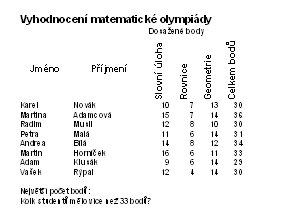 Vyhodnocení matematické olympiády
Dosažené body
Jméno Příjmení Slovní úloha Rovnice Geometrie Celkem bodů
Karel Novák 10 7 13 30
Martina Adamcová 15 7 14 36
Radim Musil 12 8 10 30
Petra Malá 11 6 14 31
Andrea Bílá 14 8 12 34
Martin Horníček 16 6 11 33
Adam Klusák 9 6 14 29
Vašek Rýpal 12 4 14 30
Největší počet bodů:
Kolik studentů mělo více než 33 bodů?